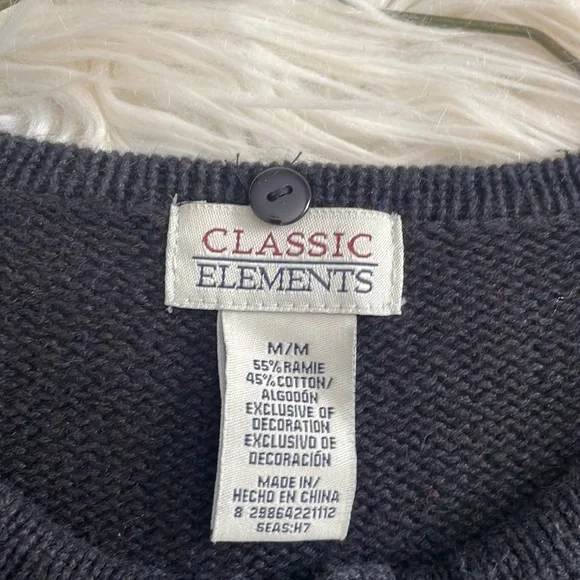 CLASSIC
ELEMENTS
M/M
55% RAMIE
45% COTTON/
ALGODÓN
EXCLUSIVE OF
DECORATION
EXCLUSIVO DE
DECORACIÓN
MADE IN/
HECHO EN CHINA
8 29864221112
SEAS:H7